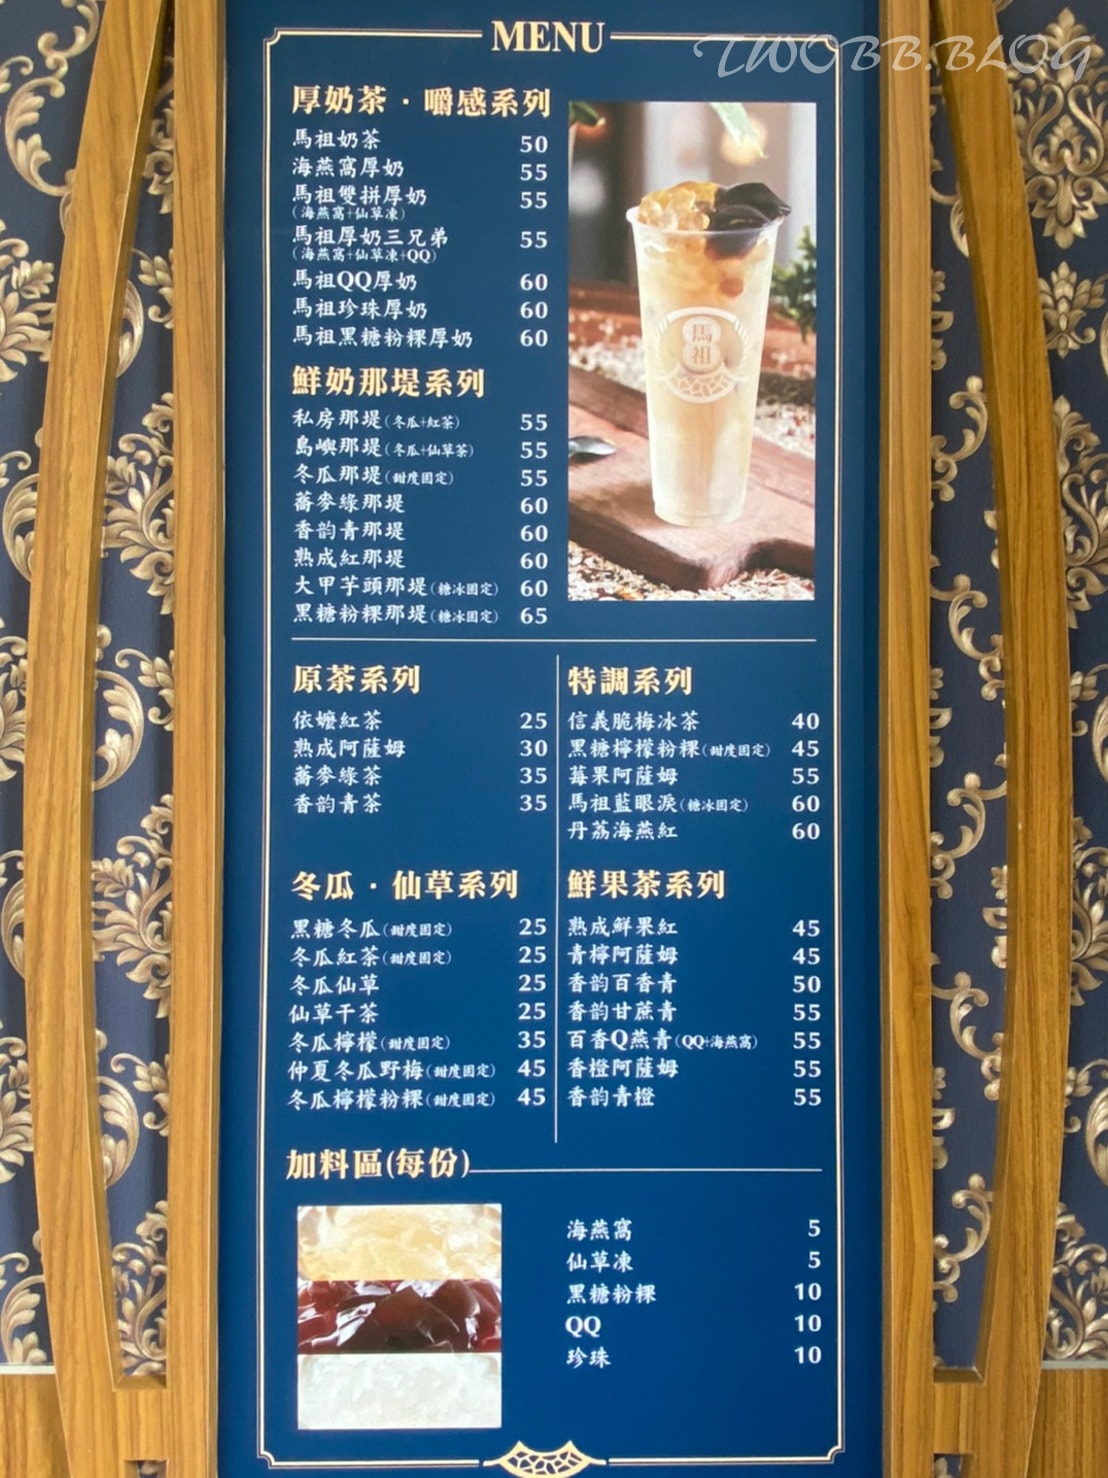 MENU
TWOBB.BLOG
厚奶茶·嚼感系列
馬祖奶茶 50
海燕窩厚奶 55
馬祖雙拼厚奶 55
(海燕窩+仙草凍)
馬祖厚奶三兄弟 55
(海燕窩+仙草凍+QQ)
馬祖QQ厚奶 60
馬祖珍珠厚奶 60
馬祖黑糖粉粿厚奶 60
馬祖
鮮奶那堤系列
私房那堤(冬瓜+紅茶) 55
島嶼那堤(冬瓜+仙草茶) 55
冬瓜那堤(甜度固定) 55
蕎麥綠那堤 60
香韵青那堤 60
熟成紅那堤 60
大甲芋頭那堤(糖冰固定) 60
黑糖粉粿那堤(糖冰固定) 65
原茶系列
依嬤紅茶 25
熟成阿薩姆 30
蕎麥綠茶 35
香韵青茶 35
特調系列
信義脆梅冰茶 40
黑糖檸檬粉粿(甜度固定) 45
莓果阿薩姆 55
馬祖藍眼淚(糖冰固定) 60
丹荔海燕紅 60
冬瓜·仙草系列
黑糖冬瓜(甜度固定) 25
冬瓜紅茶(甜度固定) 25
冬瓜仙草 25
仙草干茶 25
冬瓜檸檬(甜度固定) 35
仲夏冬瓜野梅(甜度固定) 45
冬瓜檸檬粉粿(甜度固定) 45
鮮果茶系列
熟成鮮果紅 45
青檸阿薩姆 45
香韵百香青 50
香韵甘蔗青 55
百香Q燕青(QQ+海燕窩) 55
香橙阿薩姆 55
香韵青橙 55
加料區(每份)
海燕窩 5
仙草凍 5
黑糖粉粿 10
QQ 10
珍珠 10